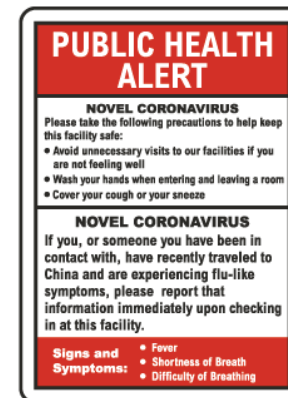 PUBLIC HEALTH
ALERT
NOVEL CORONAVIRUS
Please take the following precautions to help keep
this facility safe:
• Avoid unnecessary visits to our facilities if you
are not feeling well
• Wash your hands when entering and leaving a room
• Cover your cough or your sneeze
NOVEL CORONAVIRUS
If you, or someone you have been in
contact with, have recently traveled to
China and are experiencing flu-like
symptoms, please report that
information immediately upon checking
in at this facility.
Signs and
Symptoms:
• Fever
• Shortness of Breath
• Difficulty of Breathing